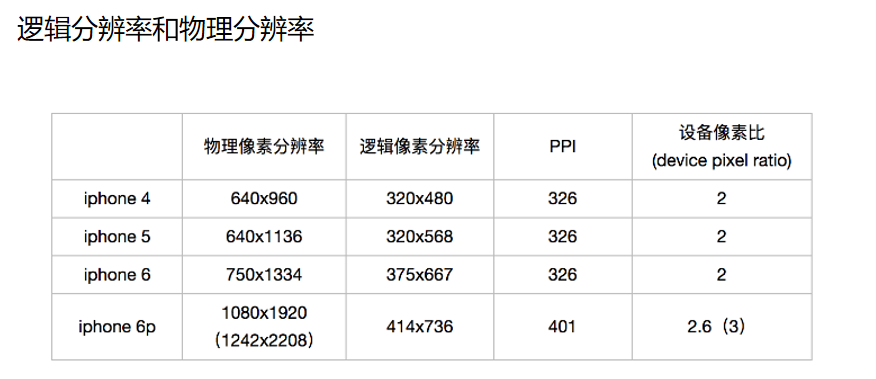 逻辑分辨率和物理分辨率
物理像素分辨率 逻辑像素分辨率 PPI 设备像素比
(device pixel ratio)
iphone 4 640x960 320x480 326 2
iphone 5 640x1136 320x568 326 2
iphone 6 750x1334 375x667 326 2
iphone 6p 1080x1920
(1242x2208) 414x736 401 2.6（3）